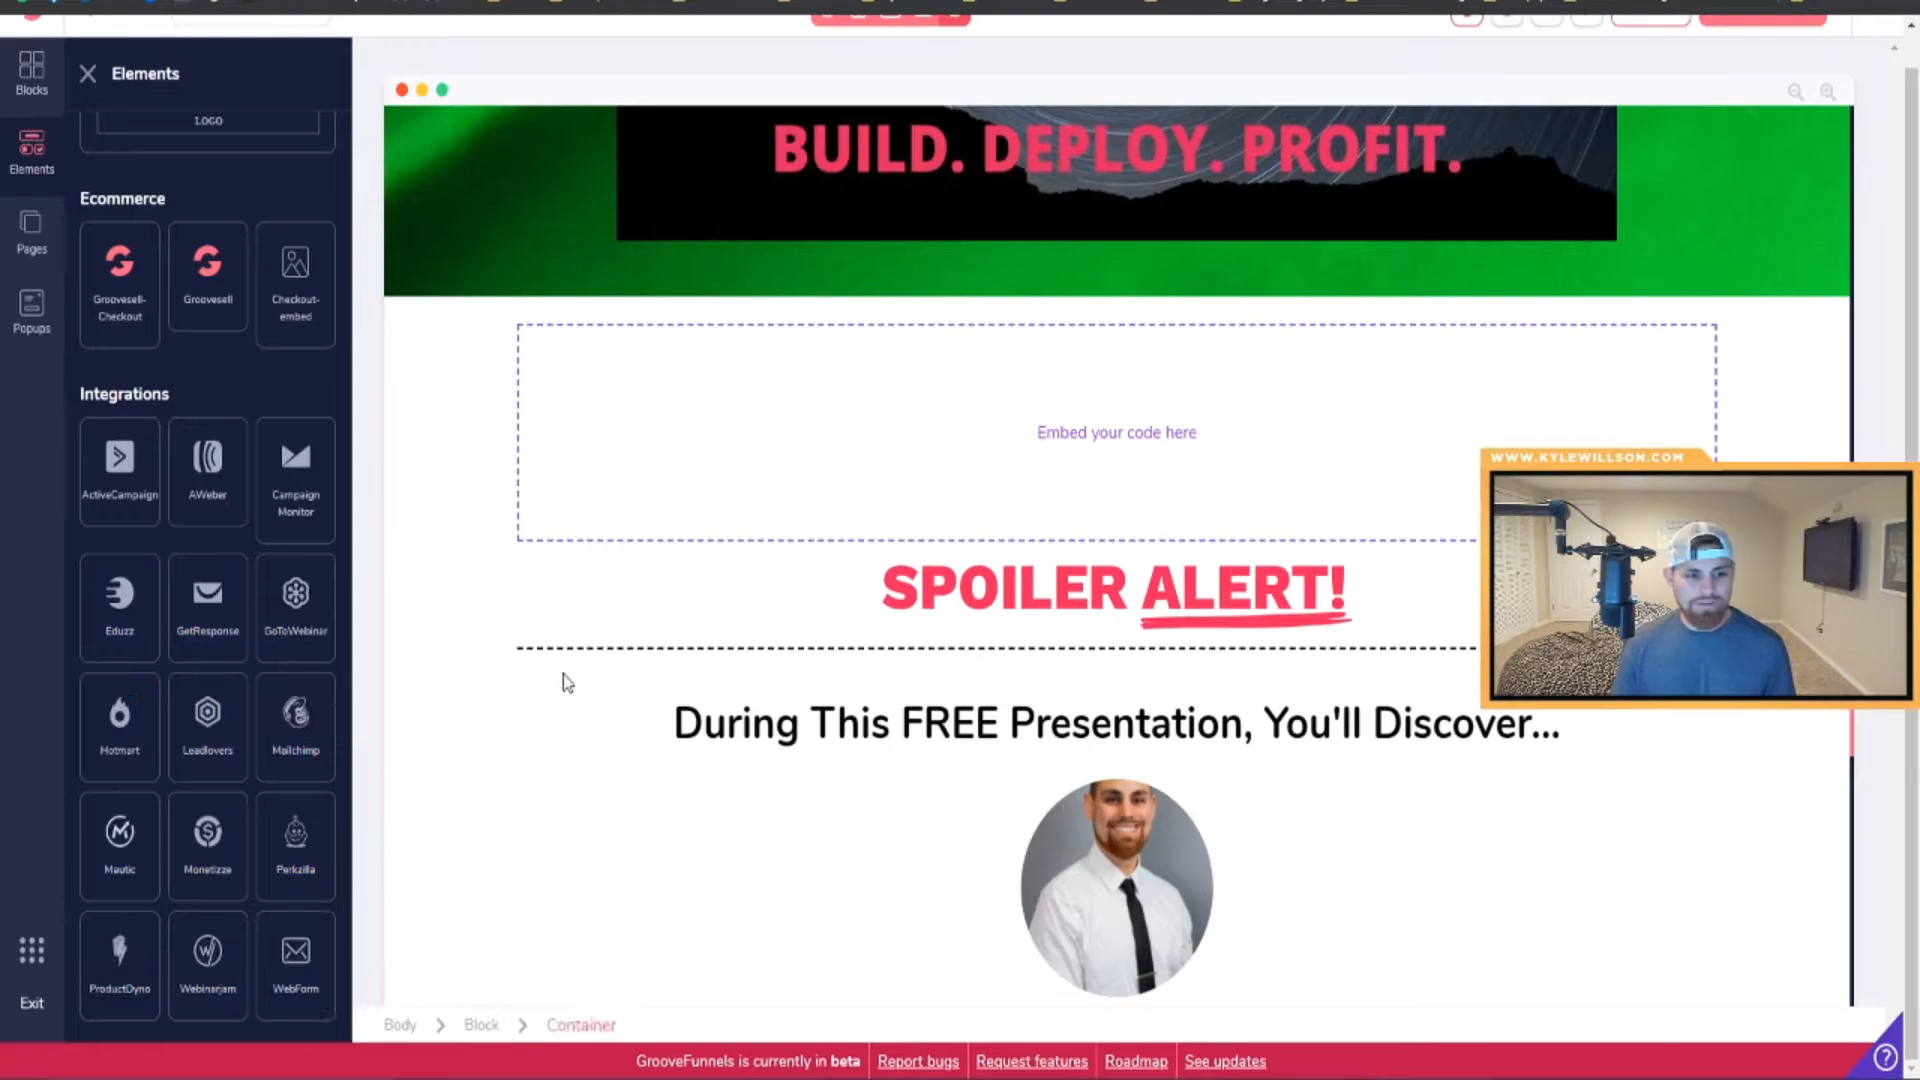 Blocks
Elements
Pages
Popups
Exit
Elements
LOGO
Ecommerce
Groovesell-
Checkout
Groovesell
Checkout-
embed
Integrations
ActiveCampaign
AWeber
Campaign
Monitor
Eduzz
GetResponse
GoToWebinar
Hotmart
Leadlovers
Mailchimp
Mautic
Monetizze
Perkzilla
ProductDyno
Webinarjam
WebForm
BUILD. DEPLOY. PROFIT.
Embed your code here
WWW.KYLEWILLSON.COM
SPOILER ALERT!
During This FREE Presentation, You'll Discover...
Body
Block
Container
GrooveFunnels is currently in beta
Report bugs
Request features
Roadmap
See updates